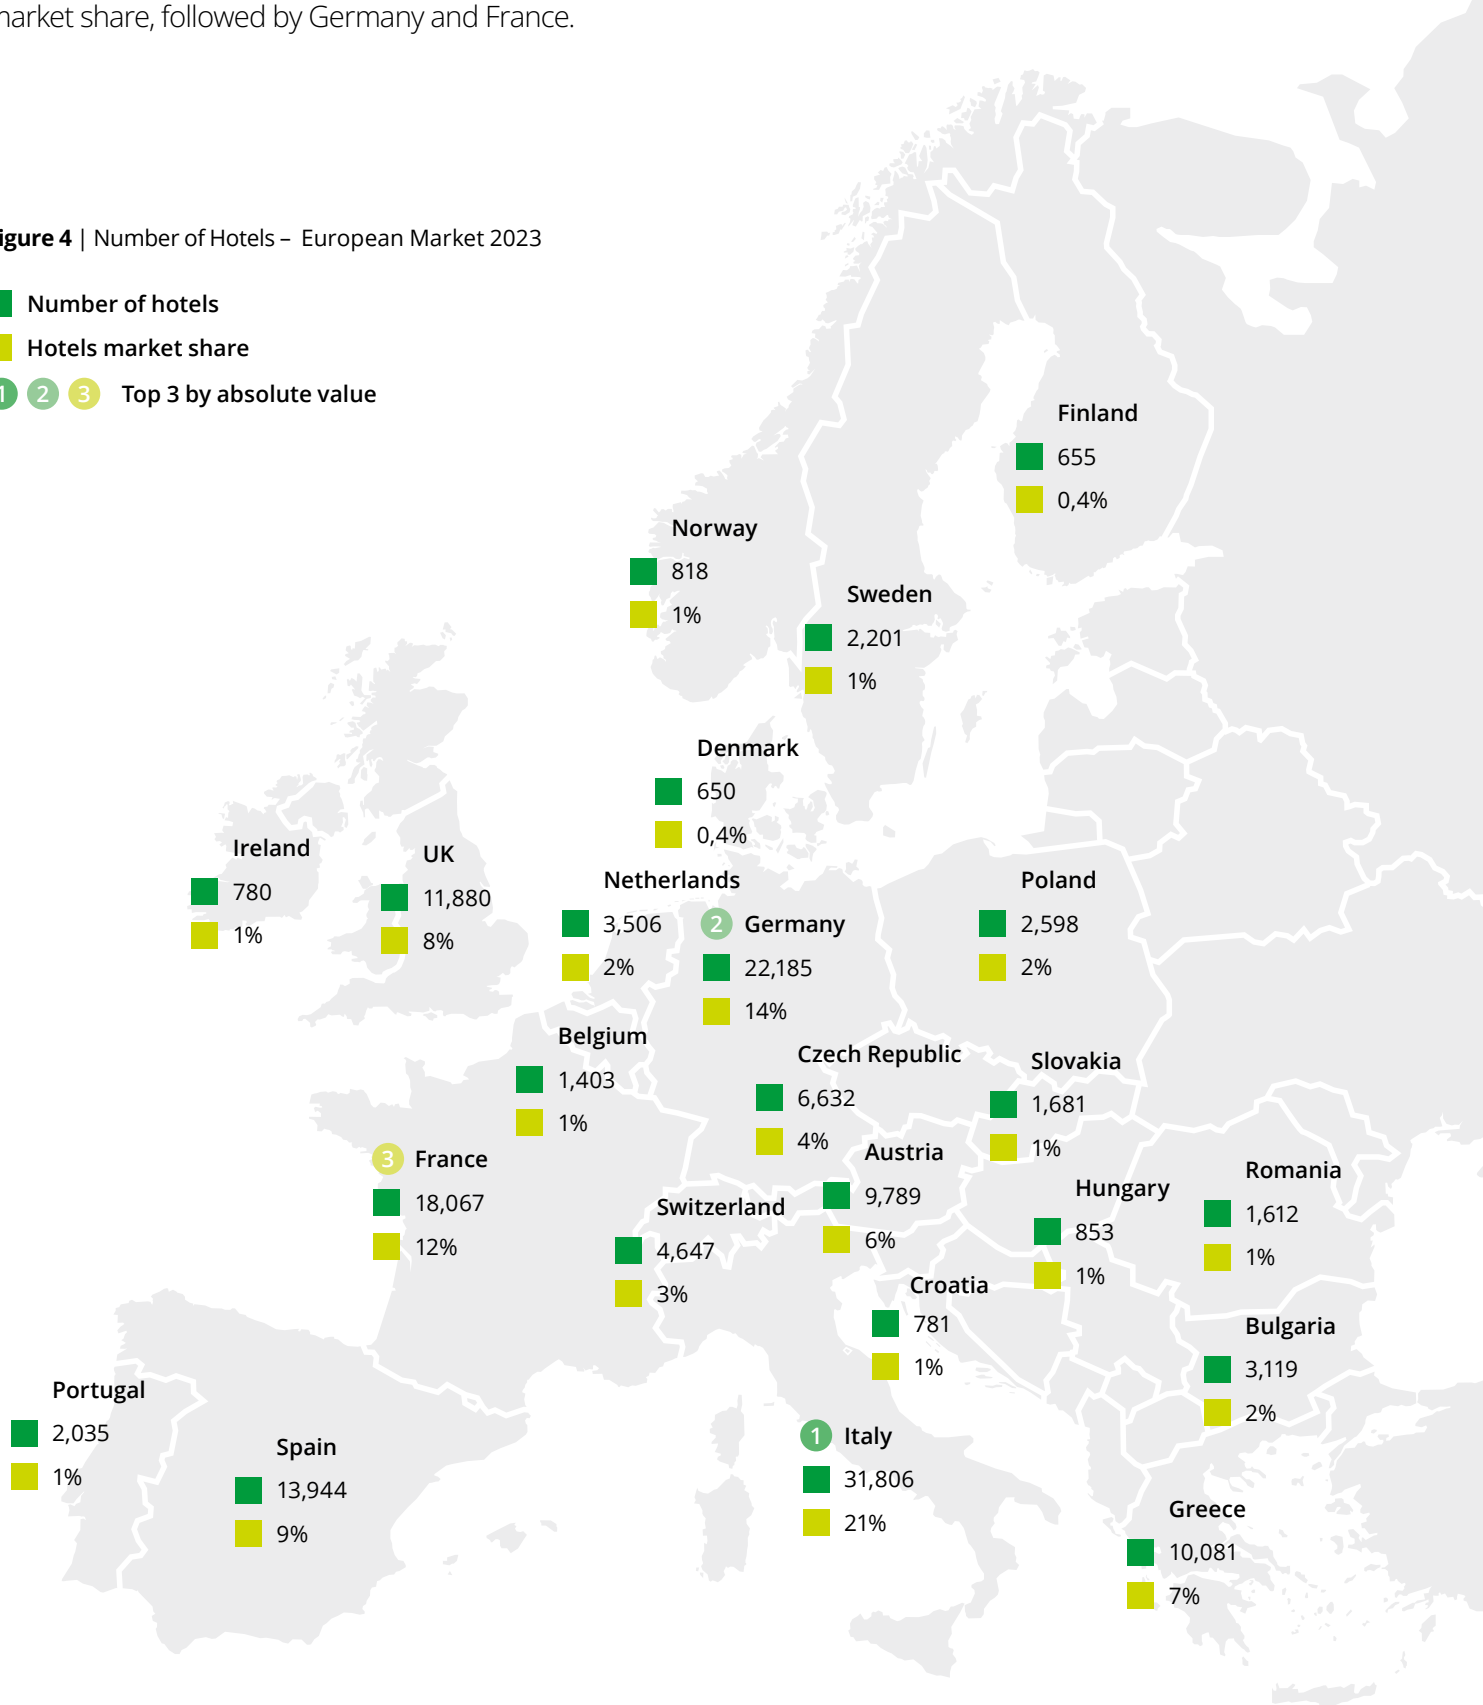 market share, followed by Germany and France.
Figure 4 | Number of Hotels – European Market 2023
Number of hotels
Hotels market share
1 2 3 Top 3 by absolute value
Finland
655
0,4%
Norway
818
1%
Sweden
2,201
1%
Denmark
650
0,4%
Ireland
780
1%
UK
11,880
8%
Netherlands
3,506
2%
2 Germany
22,185
14%
Poland
2,598
2%
Belgium
1,403
1%
Czech Republic
6,632
4%
Slovakia
1,681
1%
3 France
18,067
12%
Austria
9,789
6%
Switzerland
4,647
3%
Hungary
853
1%
Romania
1,612
1%
Croatia
781
1%
Bulgaria
3,119
2%
Portugal
2,035
1%
Spain
13,944
9%
1 Italy
31,806
21%
Greece
10,081
7%